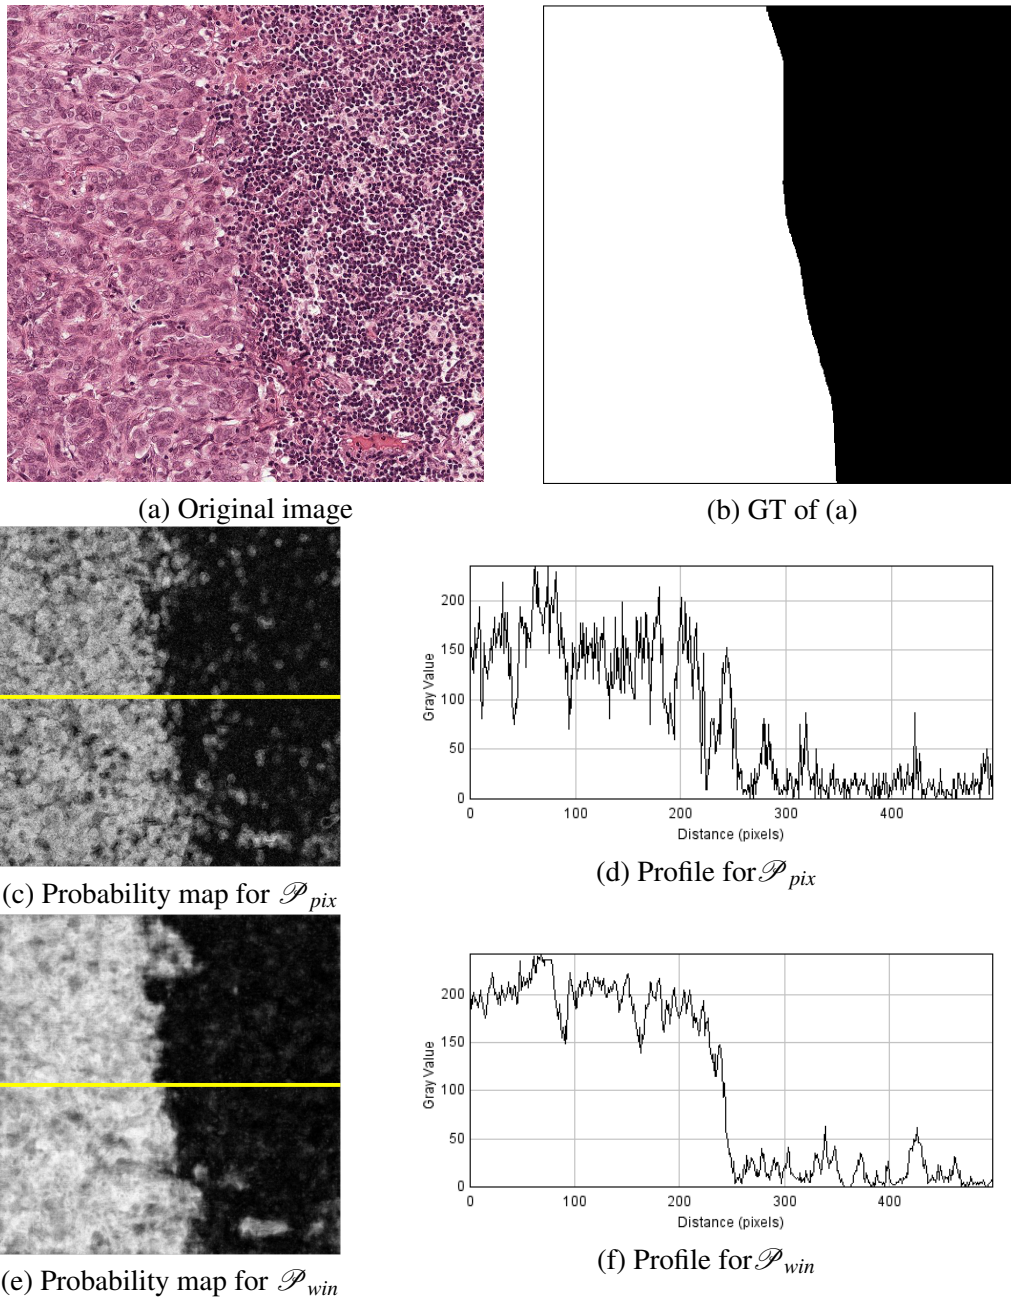 (a) Original image
(b) GT of (a)
200
150
100
50
0
Gray Value
0 100 200 300 400
Distance (pixels)
(c) Probability map for 𝒫pix
(d) Profile for 𝒫pix
200
150
100
50
0
Gray Value
0 100 200 300 400
Distance (pixels)
(e) Probability map for 𝒫win
(f) Profile for 𝒫win